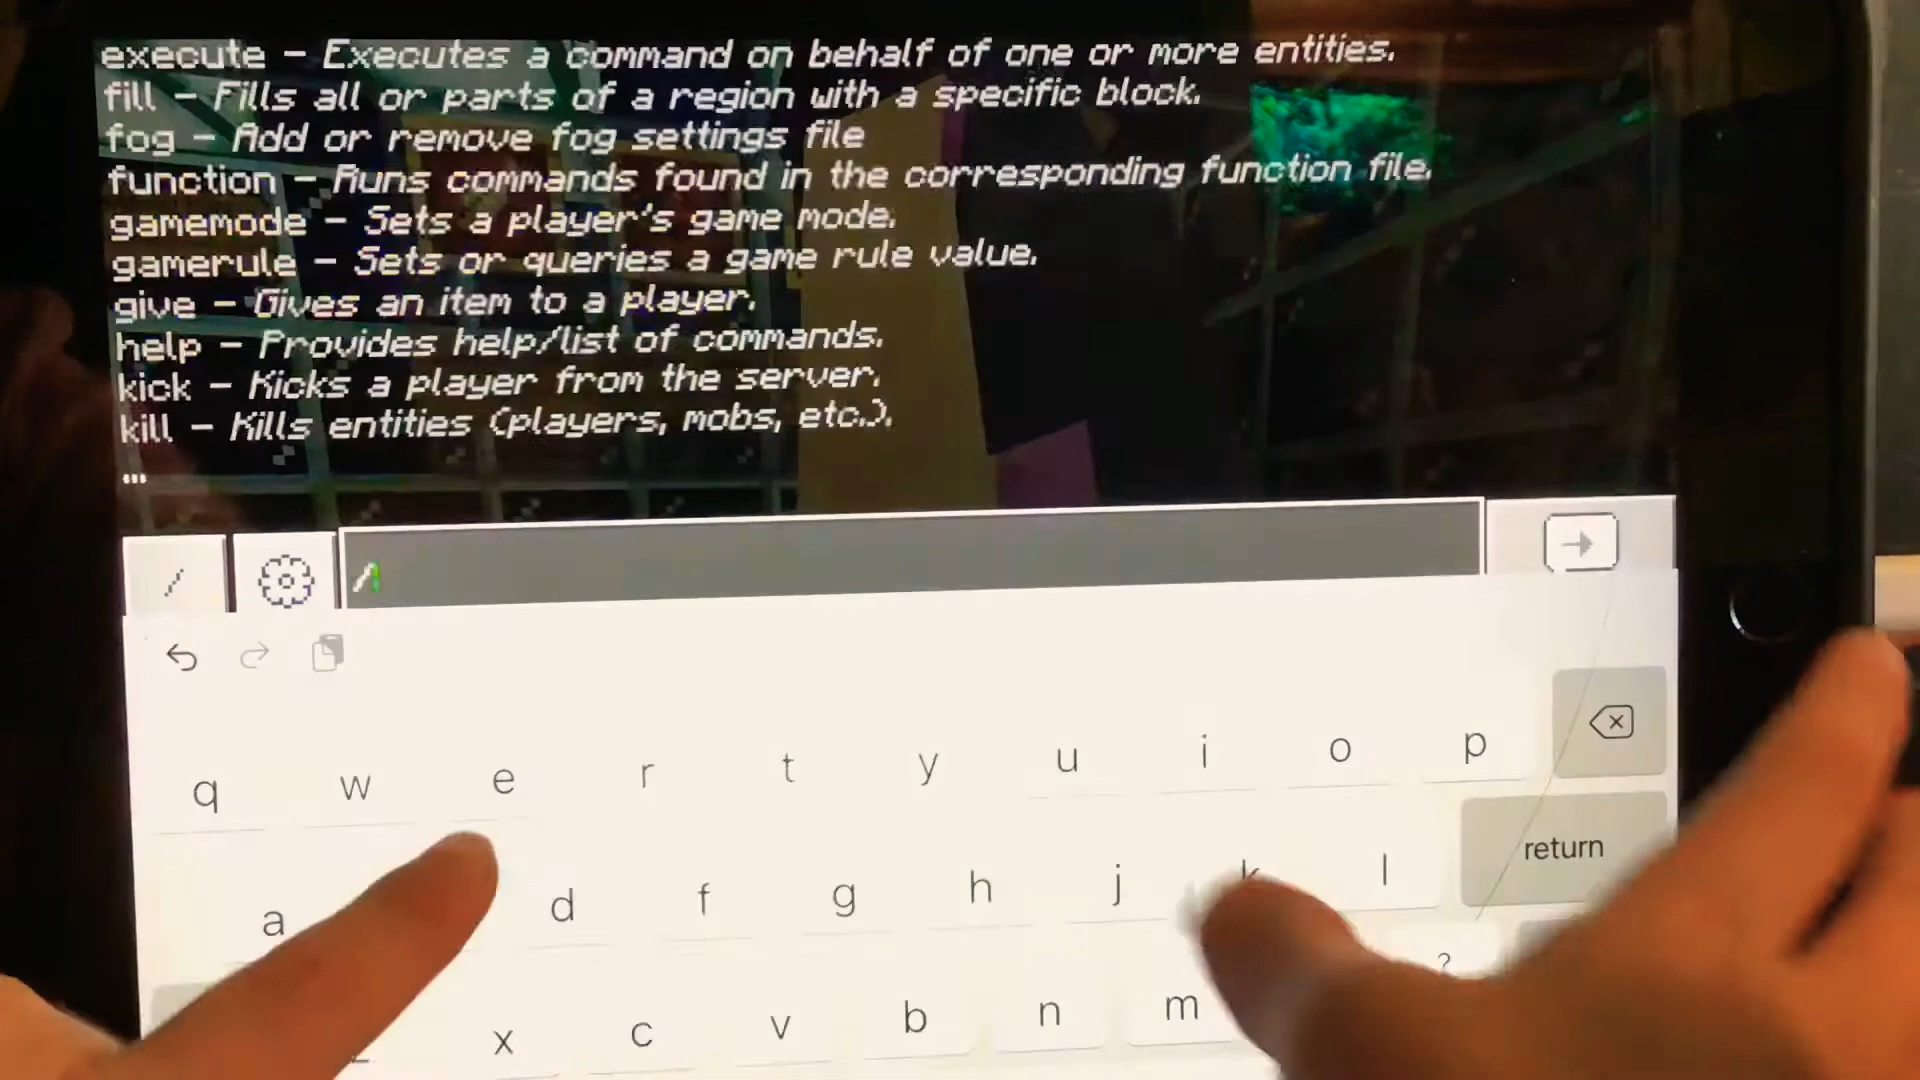 execute – Executes a command on behalf of one or more entities.
fill – Fills all or parts of a region with a specific block.
fog – Add or remove fog settings file
function – Runs commands found in the corresponding function file.
gamemode – Sets a player's game mode.
gamerule – Sets or queries a game rule value.
give – Gives an item to a player.
help – Provides help/list of commands.
kick – Kicks a player from the server.
kill – Kills entities (players, mobs, etc.).
...
/ /
q w e r t y u i o p
a d f g h j k l return
x c v b n m ?